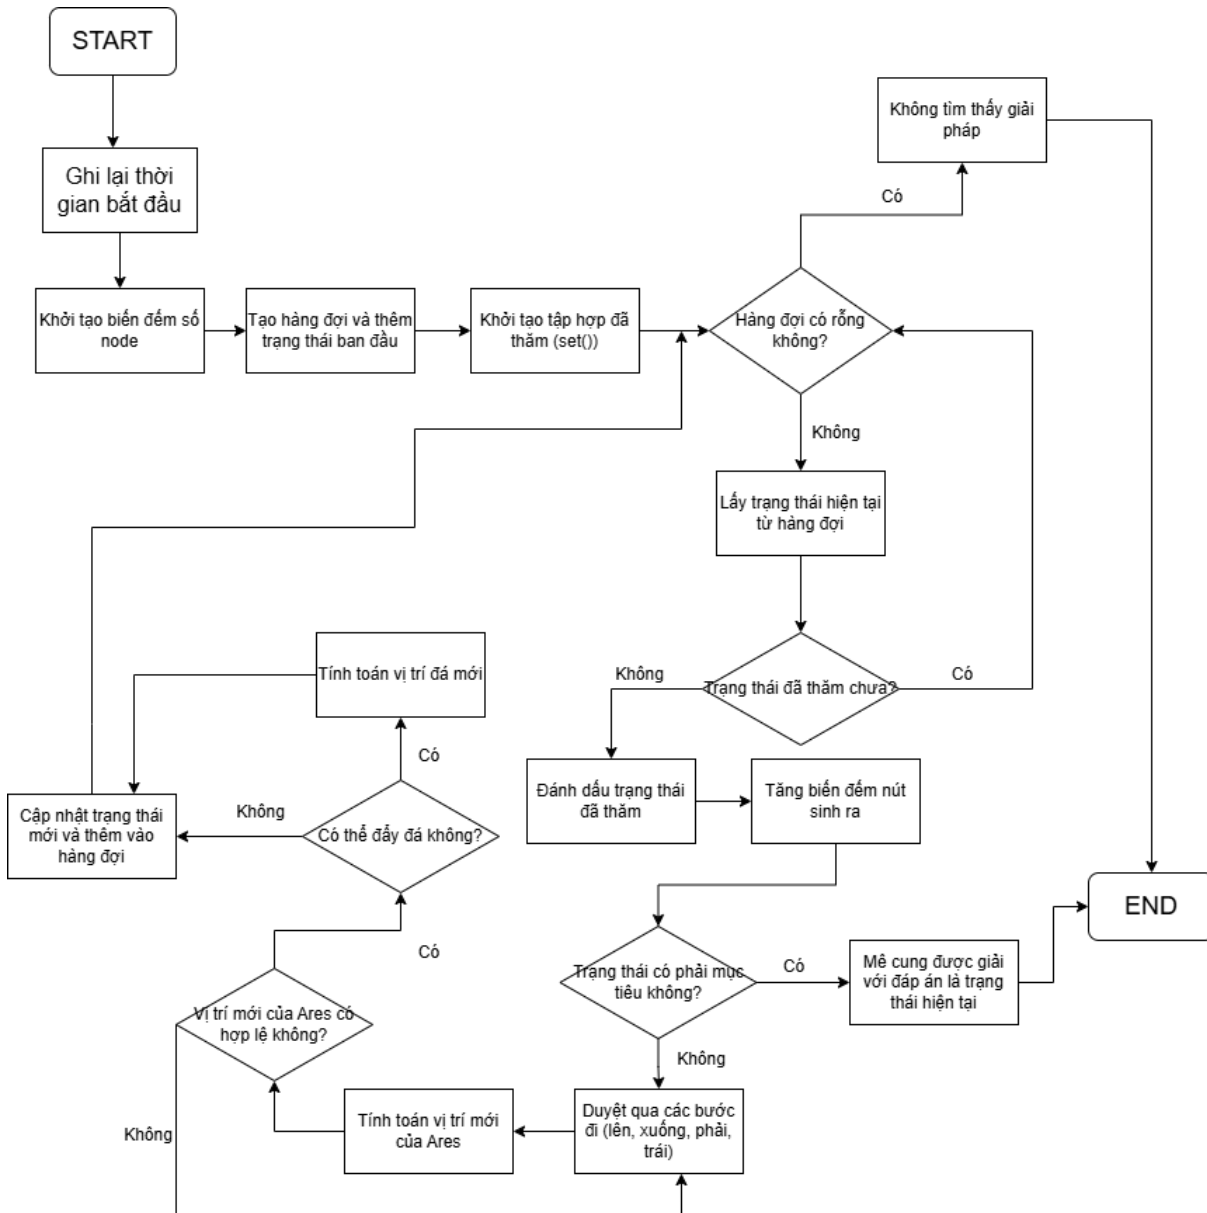 START
Ghi lại thời
gian bắt đầu
Khởi tạo biến đếm số
node
Tạo hàng đợi và thêm
trạng thái ban đầu
Khởi tạo tập hợp đã
thăm (set())
Hàng đợi có rỗng
không?
Có
Không tìm thấy giải
pháp
Không
Lấy trạng thái hiện tại
từ hàng đợi
Trạng thái đã thăm chưa?
Có
Không
Đánh dấu trạng thái
đã thăm
Tăng biến đếm nút
sinh ra
Trạng thái có phải mục
tiêu không?
Có
Mê cung được giải
với đáp án là trạng
thái hiện tại
END
Không
Duyệt qua các bước
đi (lên, xuống, phải,
trái)
Tính toán vị trí mới
của Ares
Vị trí mới của Ares có
hợp lệ không?
Không
Có
Có thể đẩy đá không?
Có
Tính toán vị trí đá mới
Không
Cập nhật trạng thái
mới và thêm vào
hàng đợi